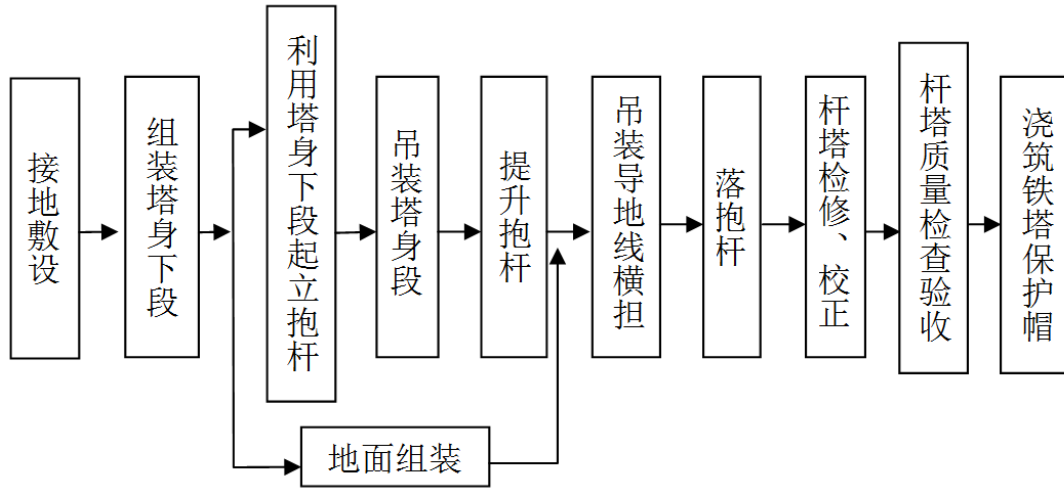 接地敷设
组装塔身下段
利用塔身下段起立抱杆
吊装塔身段
提升抱杆
吊装导地线横担
落抱杆
杆塔检修、校正
杆塔质量检查验收
浇筑铁塔保护帽
地面组装